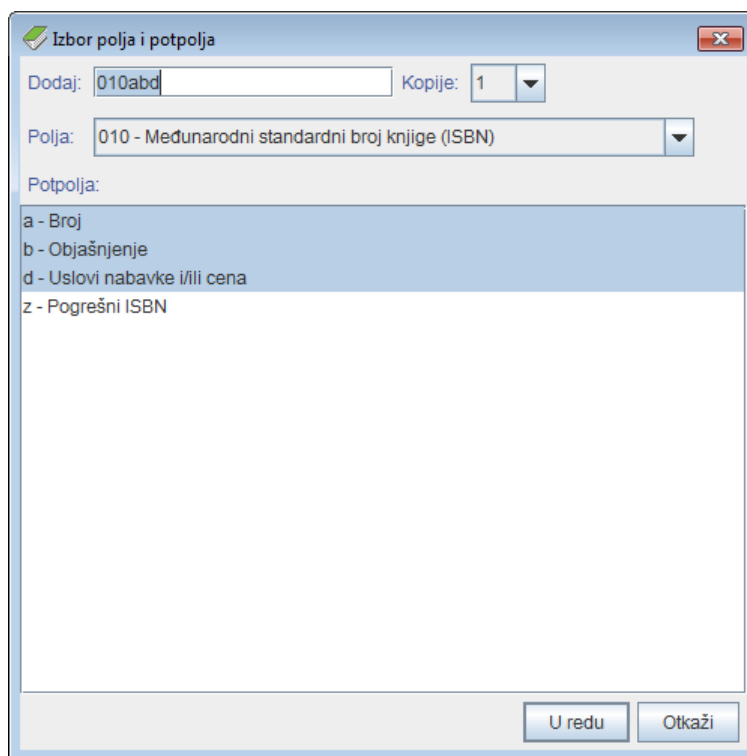 Izbor polja i potpolja
Dodaj: 010abd Kopije: 1
Polja: 010 - Međunarodni standardni broj knjige (ISBN)
Potpolja:
a - Broj
b - Objašnjenje
d - Uslovi nabavke i/ili cena
z - Pogrešni ISBN
U redu Otkaži